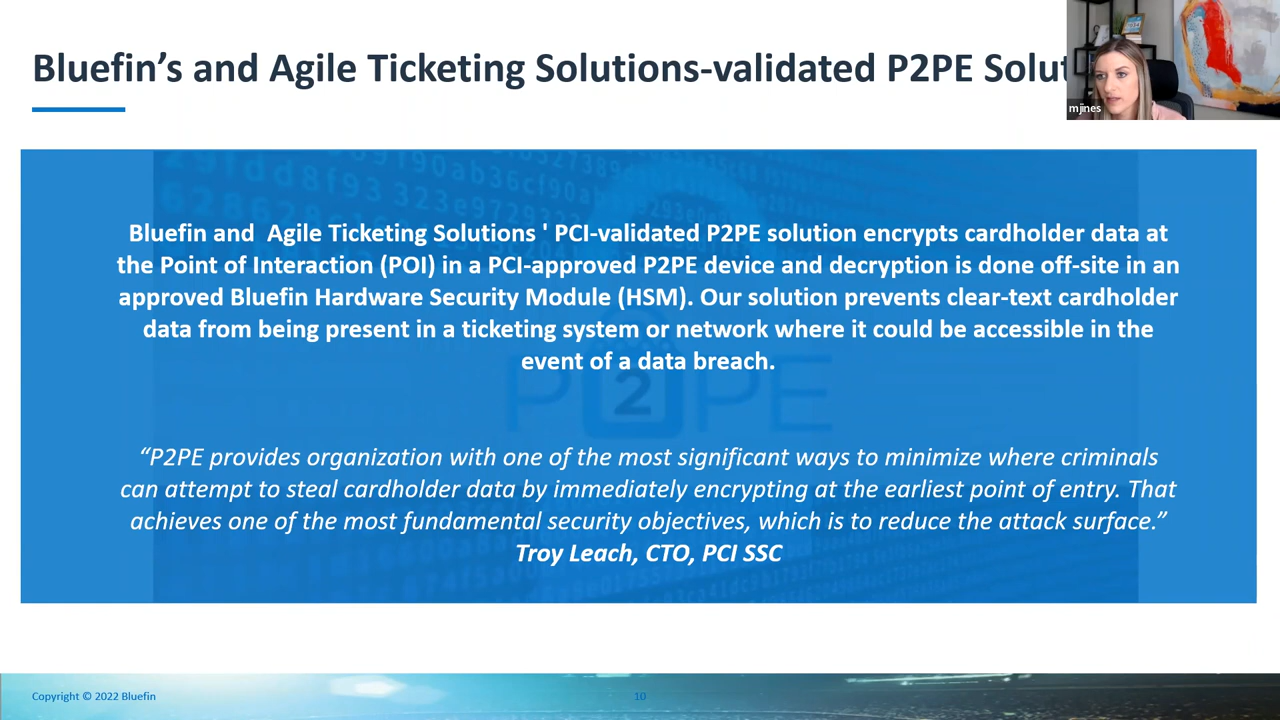 Bluefin’s and Agile Ticketing Solutions-validated P2PE Solut
mjines
Bluefin and  Agile Ticketing Solutions ' PCI-validated P2PE solution encrypts cardholder data at
the Point of Interaction (POI) in a PCI-approved P2PE device and decryption is done off-site in an
approved Bluefin Hardware Security Module (HSM). Our solution prevents clear-text cardholder
data from being present in a ticketing system or network where it could be accessible in the
event of a data breach.
P2PE
“P2PE provides organization with one of the most significant ways to minimize where criminals
can attempt to steal cardholder data by immediately encrypting at the earliest point of entry. That
achieves one of the most fundamental security objectives, which is to reduce the attack surface.”
Troy Leach, CTO, PCI SSC
Copyright © 2022 Bluefin
10